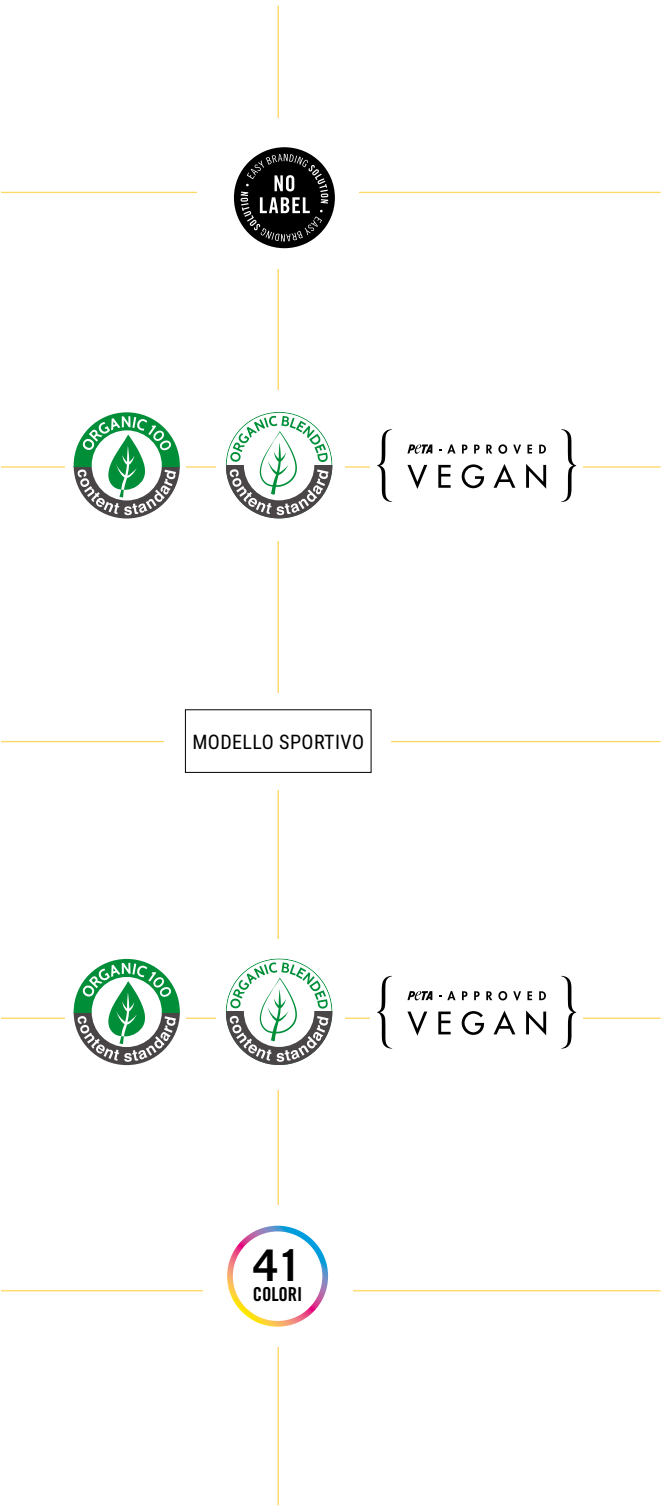 EASY BRANDING SOLUTION • EASY BRANDING SOLUTION •
NO
LABEL
ORGANIC 100
content standard
ORGANIC BLENDED
content standard
PETA - APPROVED
VEGAN
MODELLO SPORTIVO
ORGANIC 100
content standard
ORGANIC BLENDED
content standard
PETA - APPROVED
VEGAN
41
COLORI